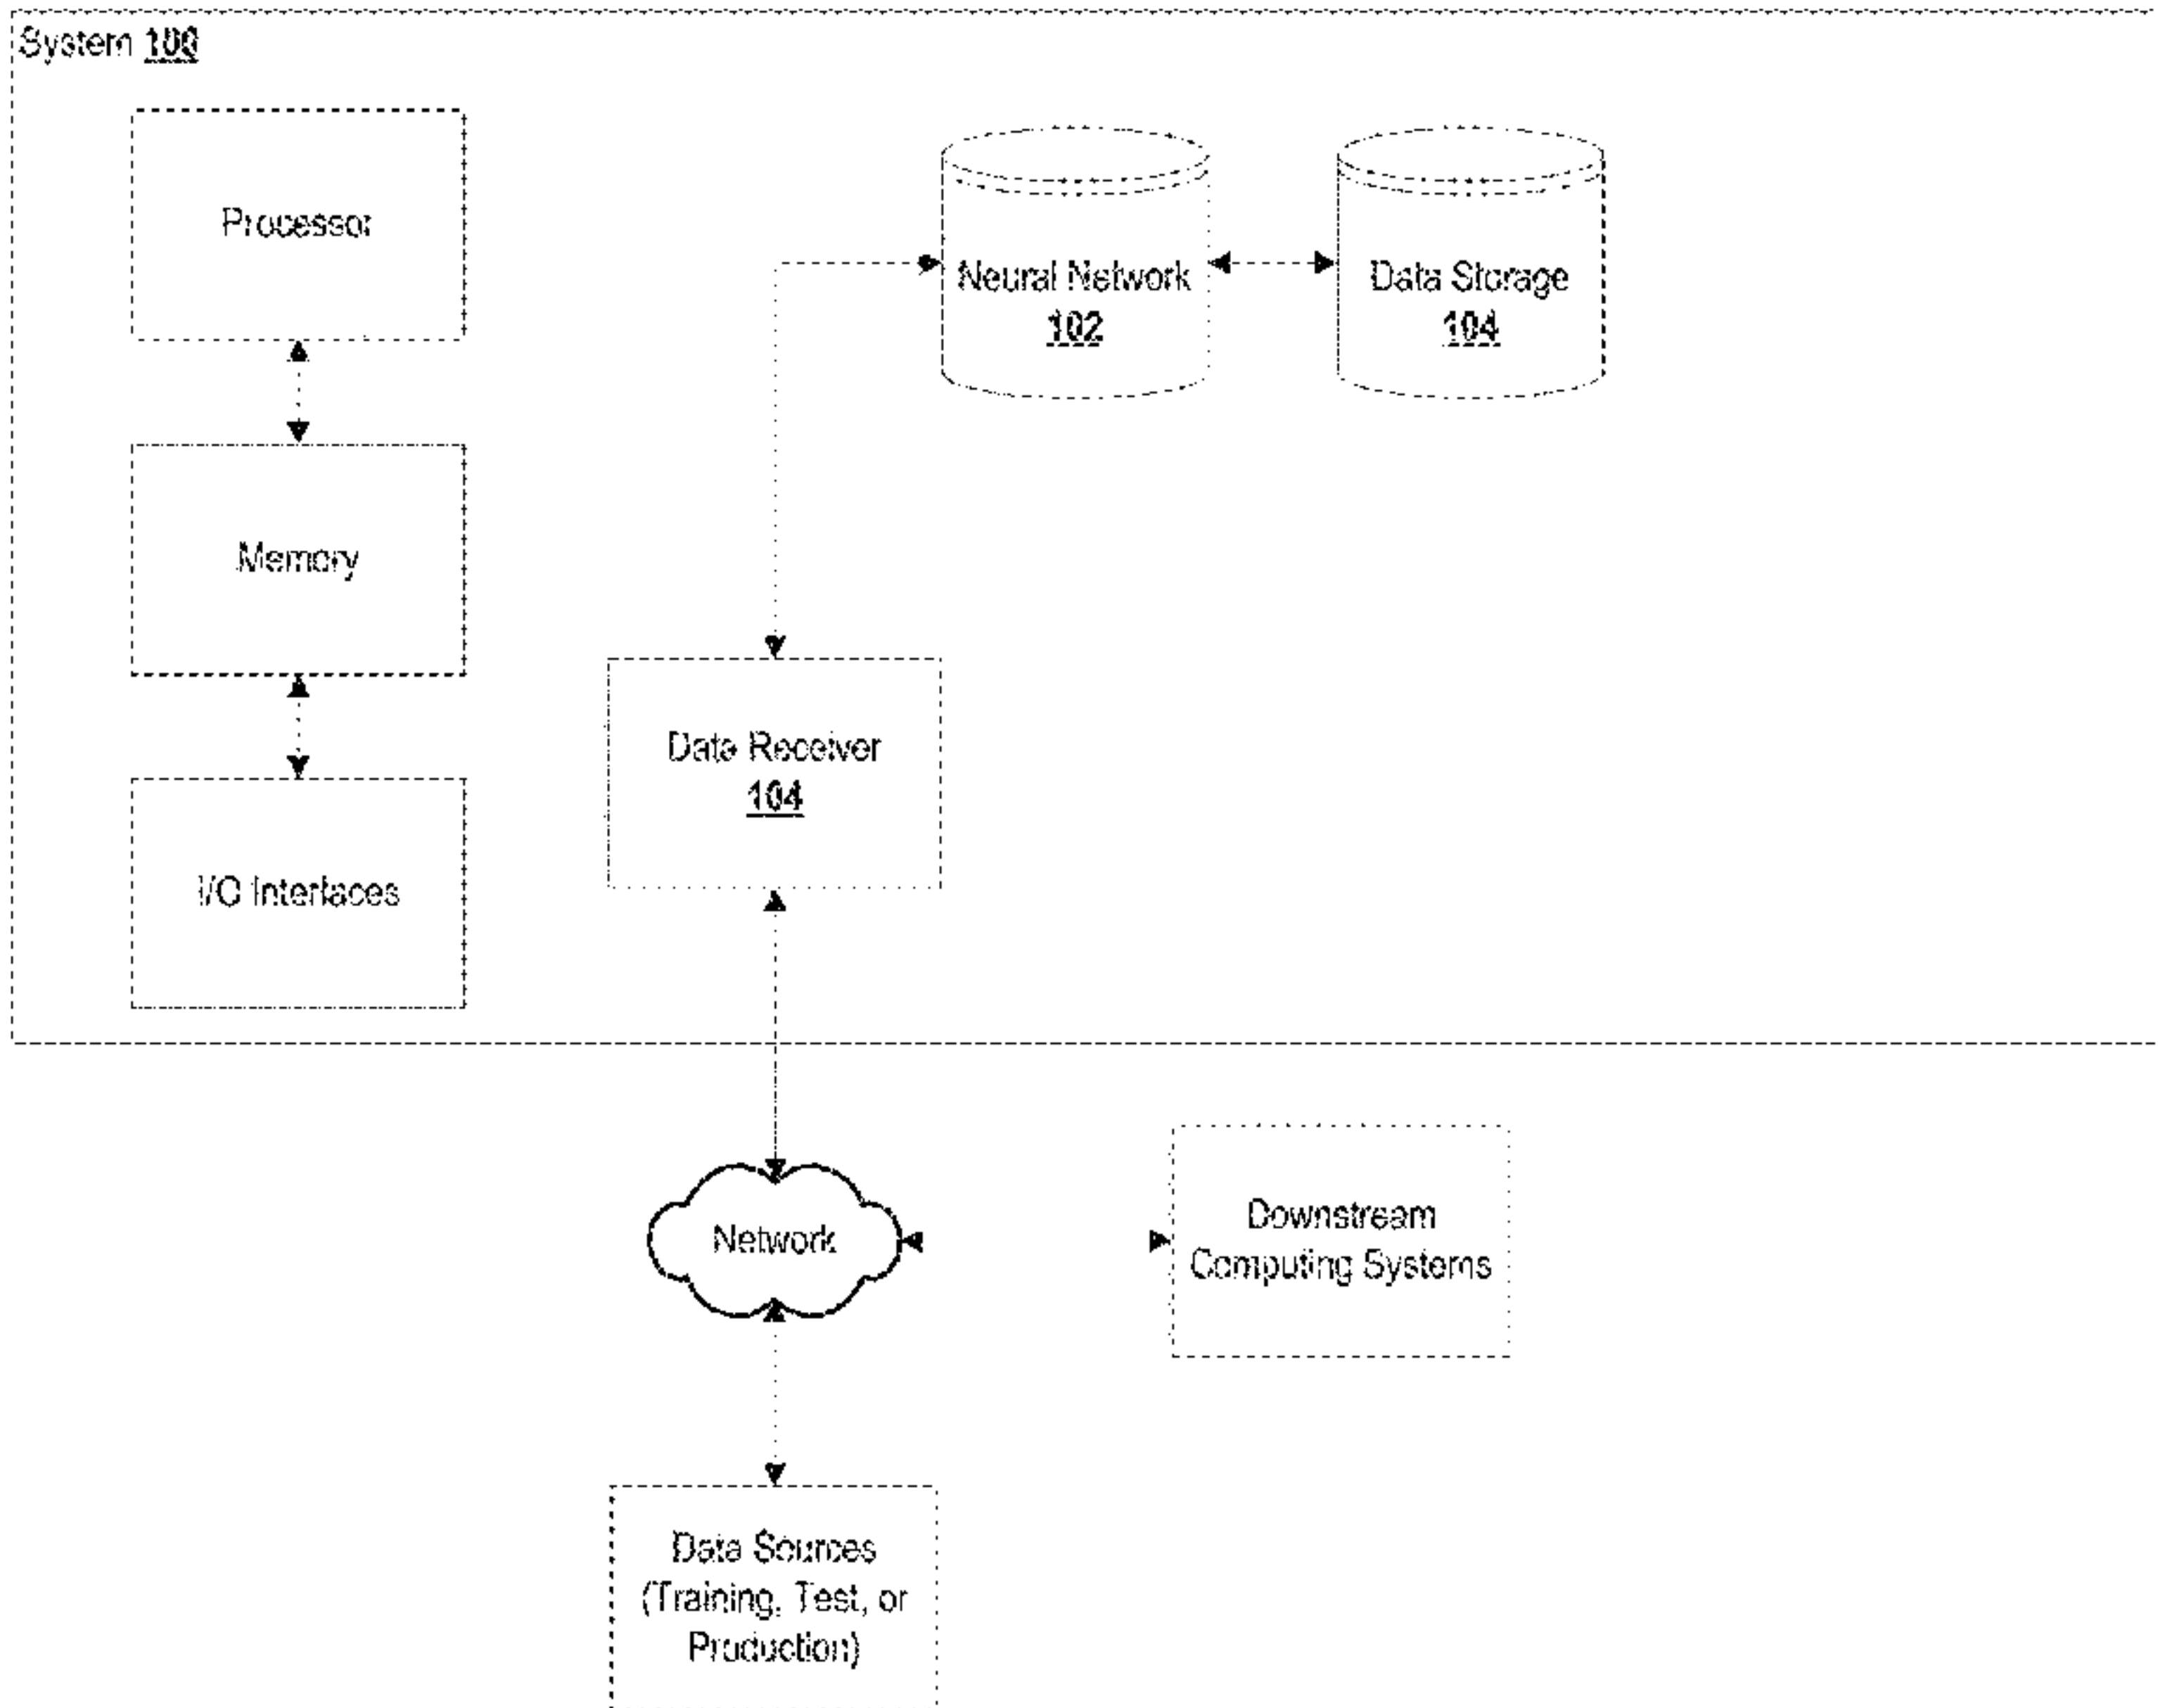 System 100
Processor
Neural Network
102
Data Storage
104
Memory
Data Receiver
104
I/O Interfaces
Network
Downstream
Computing Systems
Data Sources
(Training, Test, or
Production)